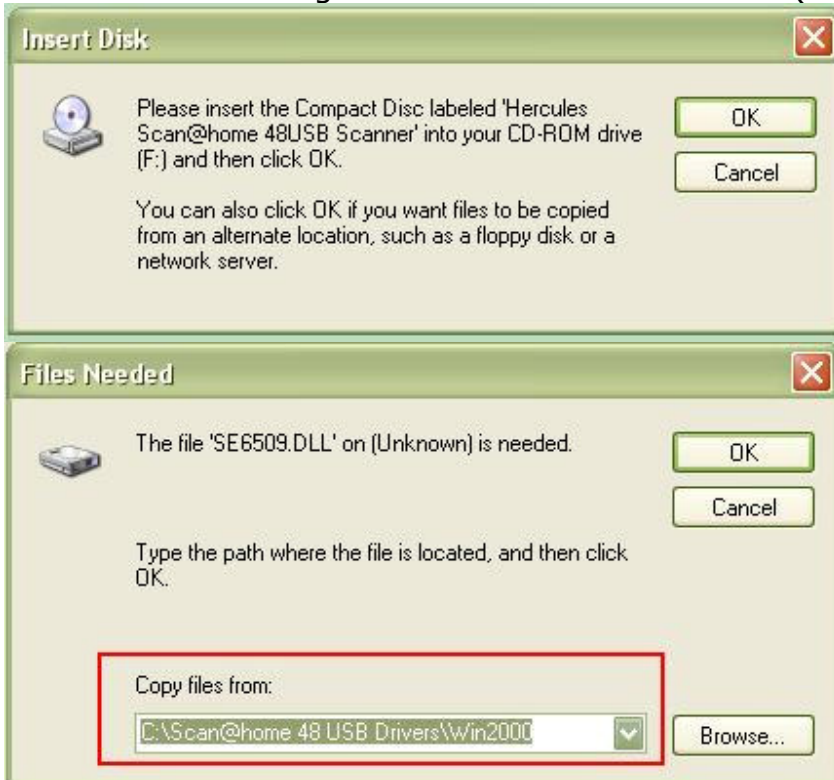 Insert Disk
Please insert the Compact Disc labeled 'Hercules
Scan@home 48USB Scanner' into your CD-ROM drive
(F:) and then click OK.
You can also click OK if you want files to be copied
from an alternate location, such as a floppy disk or a
network server.
OK
Cancel
Files Needed
The file 'SE6509.DLL' on (Unknown) is needed.
Type the path where the file is located, and then click
OK.
OK
Cancel
Copy files from:
C:\Scan@home 48 USB Drivers\Win2000
Browse...